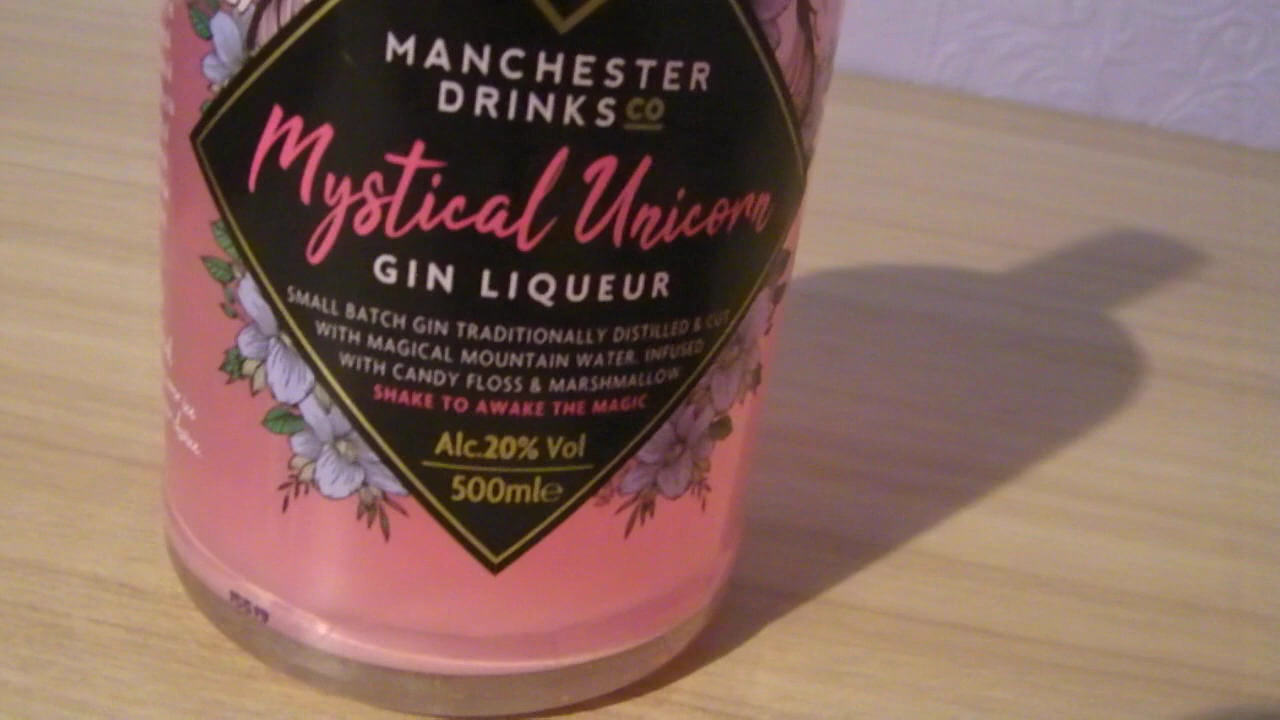 MANCHESTER
DRINKS CO
Mystical Unicorn
GIN LIQUEUR
SMALL BATCH GIN TRADITIONALLY DISTILLED & CUT
WITH MAGICAL MOUNTAIN WATER. INFUSED
WITH CANDY FLOSS & MARSHMALLOW
SHAKE TO AWAKE THE MAGIC
Alc.20% Vol
500ml℮